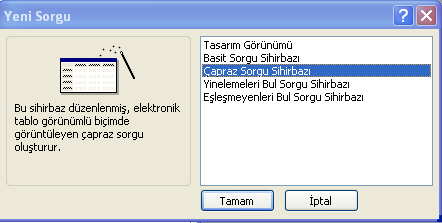 Yeni Sorgu
Bu sihirbaz düzenlenmiş, elektronik
tablo görünümlü biçimde
görüntüleyen çapraz sorgu
oluşturur.
Tasarım Görünümü
Basit Sorgu Sihirbazı
Çapraz Sorgu Sihirbazı
Yinelemeleri Bul Sorgu Sihirbazı
Eşleşmeyenleri Bul Sorgu Sihirbazı
Tamam
İptal